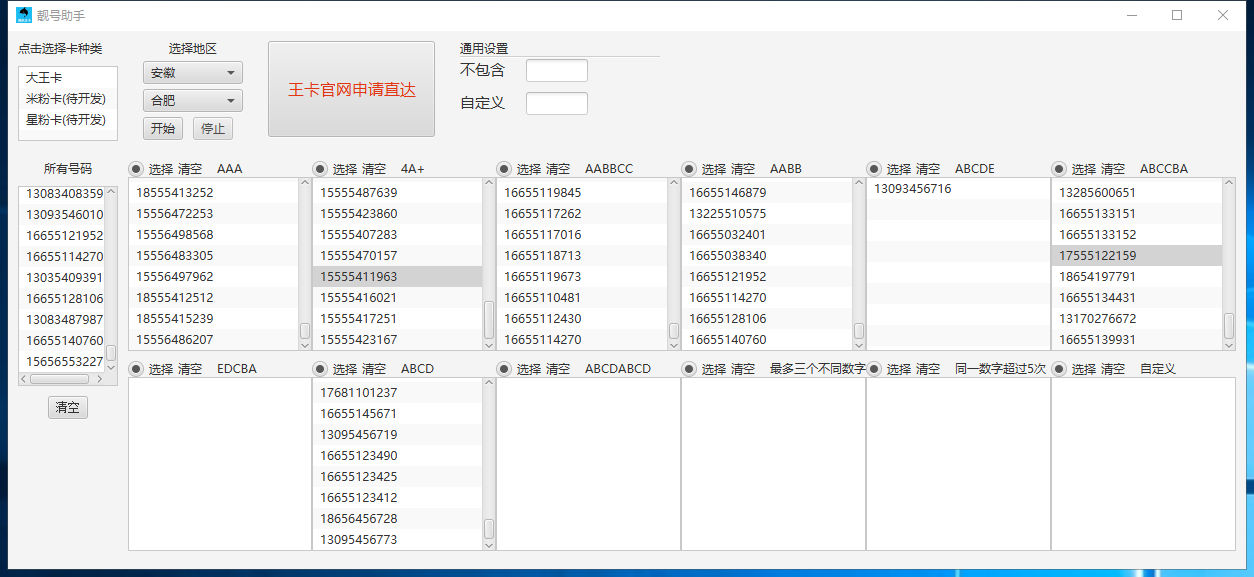 靓号助手
点击选择卡种类
大王卡
米粉卡(待开发)
星粉卡(待开发)
选择地区
安徽
合肥
开始 停止
王卡官网申请直达
通用设置
不包含
自定义
所有号码
13083408359
13093546010
16655121952
16655114270
13035409391
16655128106
13083487987
16655140760
15656553227
清空
选择 清空 AAA
18555413252
15556472253
15556498568
15556483305
15556497962
18555412512
18555415239
15556486207
选择 清空 4A+
15555487639
15555423860
15555407283
15555470157
15555411963
15555416021
15555417251
15555423167
选择 清空 AABBCC
16655119845
16655117262
16655117016
16655118713
16655119673
16655110481
16655112430
16655114270
选择 清空 AABB
16655146879
13225510575
16655032401
16655038340
16655121952
16655114270
16655128106
16655140760
选择 清空 ABCDE
13093456716
选择 清空 ABCCBA
13285600651
16655133151
16655133152
17555122159
18654197791
16655134431
13170276672
16655139931
选择 清空 EDCBA
选择 清空 ABCD
17681101237
16655145671
13095456719
16655123490
16655123425
16655123412
18656456728
13095456773
选择 清空 ABCDABCD
选择 清空 最多三个不同数字
选择 清空 同一数字超过5次
选择 清空 自定义